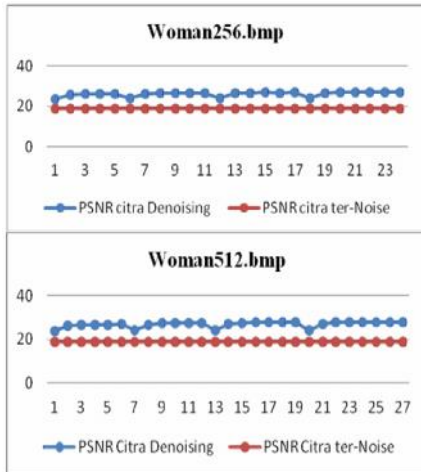 Woman256.bmp
40
20
0
1 3 5 7 9 11 13 15 17 19 21 23
PSNR citra Denoising PSNR citra ter-Noise
Woman512.bmp
40
20
0
1 3 5 7 9 11 13 15 17 19 21 23 25 27
PSNR Citra Denoising PSNR Citra ter-Noise